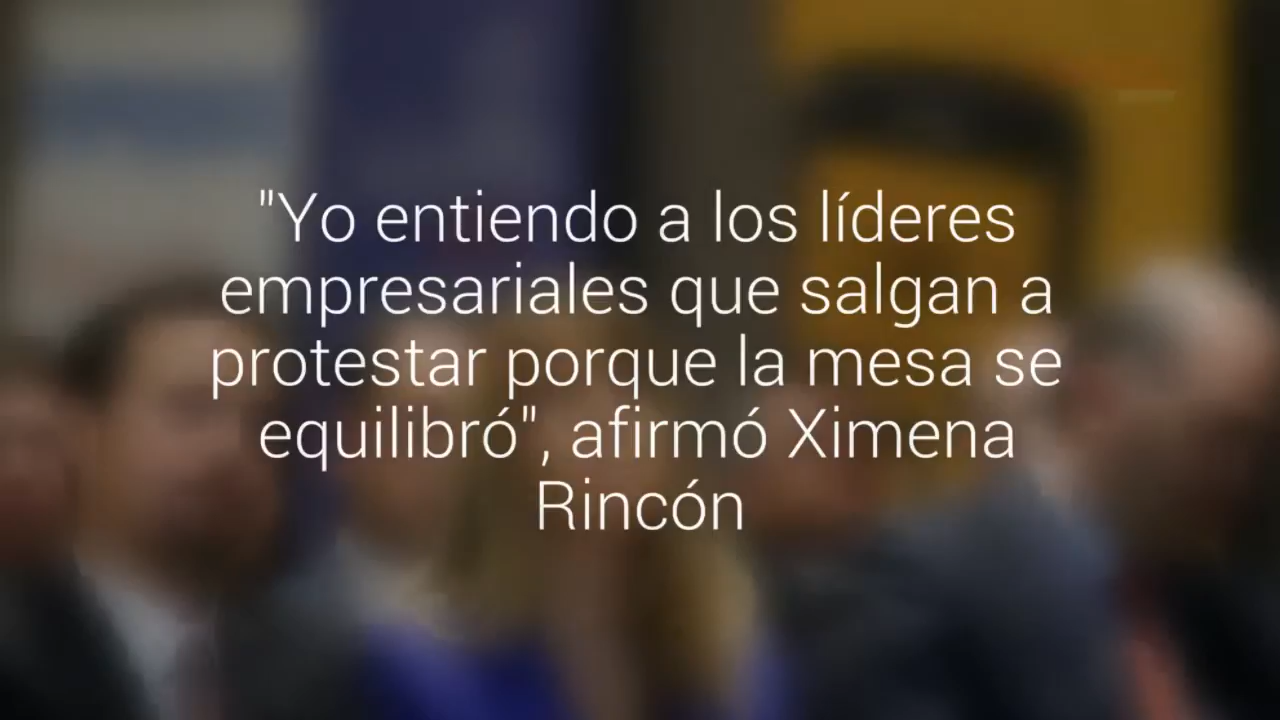 "Yo entiendo a los líderes
empresariales que salgan a
protestar porque la mesa se
equilibró", afirmó Ximena
Rincón